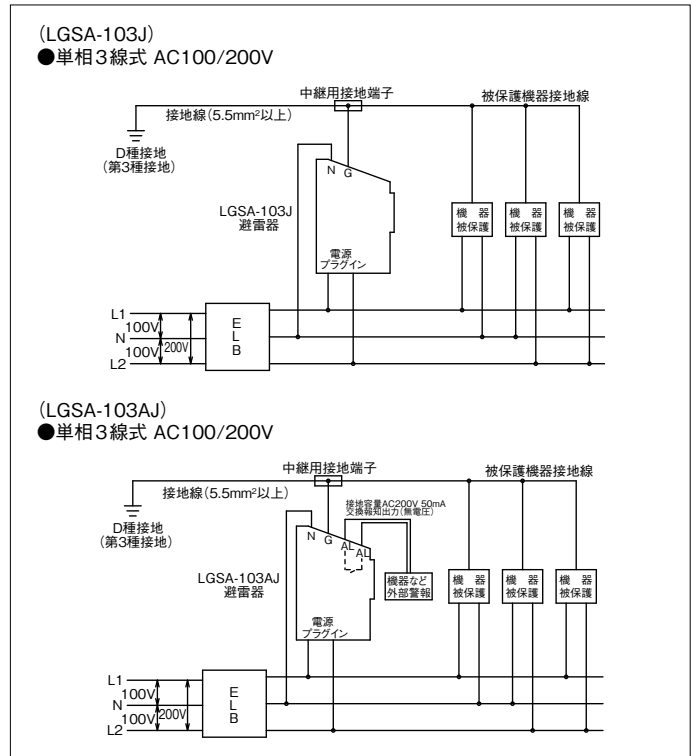 (LGSA-103J)
●単相3線式 AC100/200V
中継用接地端子
被保護機器接地線
接地線(5.5mm²以上)
D種接地
(第3種接地)
N G
LGSA-103J
避雷器
機 器
被保護
機 器
被保護
機 器
被保護
電源
プラグイン
L1
100V
N
200V
100V
L2
E
L
B
(LGSA-103AJ)
●単相3線式 AC100/200V
中継用接地端子
被保護機器接地線
接地線(5.5mm²以上)
接地容量AC200V 50mA
交換報知出力(無電圧)
D種接地
(第3種接地)
N G AL AL
LGSA-103AJ
避雷器
機器など
外部警報
機 器
被保護
機 器
被保護
機 器
被保護
電源
プラグイン
L1
100V
N
200V
100V
L2
E
L
B